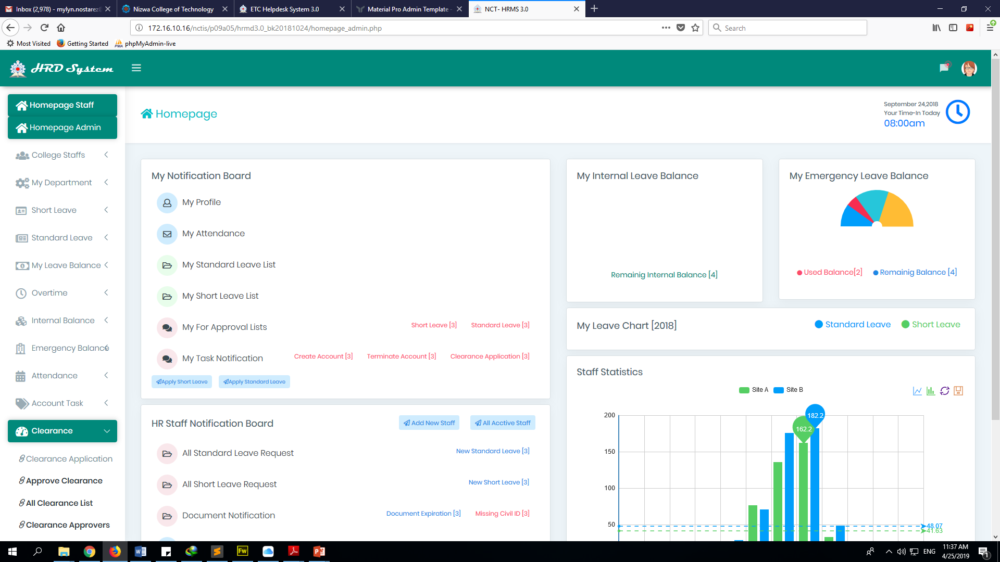 Inbox (2,978) - mylyn.nostarez
Nizwa College of Technology
ETC Helpdesk System 3.0
Material Pro Admin Template -
NCT- HRMS 3.0
172.16.10.16/nctis/p09a05/hrmd3.0_bk20181024/homepage_admin.php
Search
Most Visited
Getting Started
PMA
phpMyAdmin-live
HRD System
Homepage Staff
Homepage Admin
College Staffs
My Department
Short Leave
Standard Leave
My Leave Balance
Overtime
Internal Balance
Emergency Balance
Attendance
Account Task
Clearance
Clearance Application
Approve Clearance
All Clearance List
Clearance Approvers
Homepage
September 24,2018
Your Time-In Today
08:00am
My Notification Board
My Profile
My Attendance
My Standard Leave List
My Short Leave List
My For Approval Lists
Short Leave [3]
Standard Leave [3]
My Task Notification
Create Account [3]
Terminate Account [3]
Clearance Application [3]
Apply Short Leave
Apply Standard Leave
HR Staff Notification Board
Add New Staff
All Acctive Staff
All Standard Leave Request
New Standard Leave [3]
All Short Leave Request
New Short Leave [3]
Document Notification
Document Expiration [3]
Missing Civil ID [3]
My Internal Leave Balance
Remainig Internal Balance [4]
My Emergency Leave Balance
Used Balance[2]
Remainig Balance [4]
My Leave Chart [2018]
Standard Leave
Short Leave
Staff Statistics
Site A
Site B
200
150
100
50
182.2
162.2
48.07
41.63
Fw
ENG
11:37 AM
4/25/2019
1